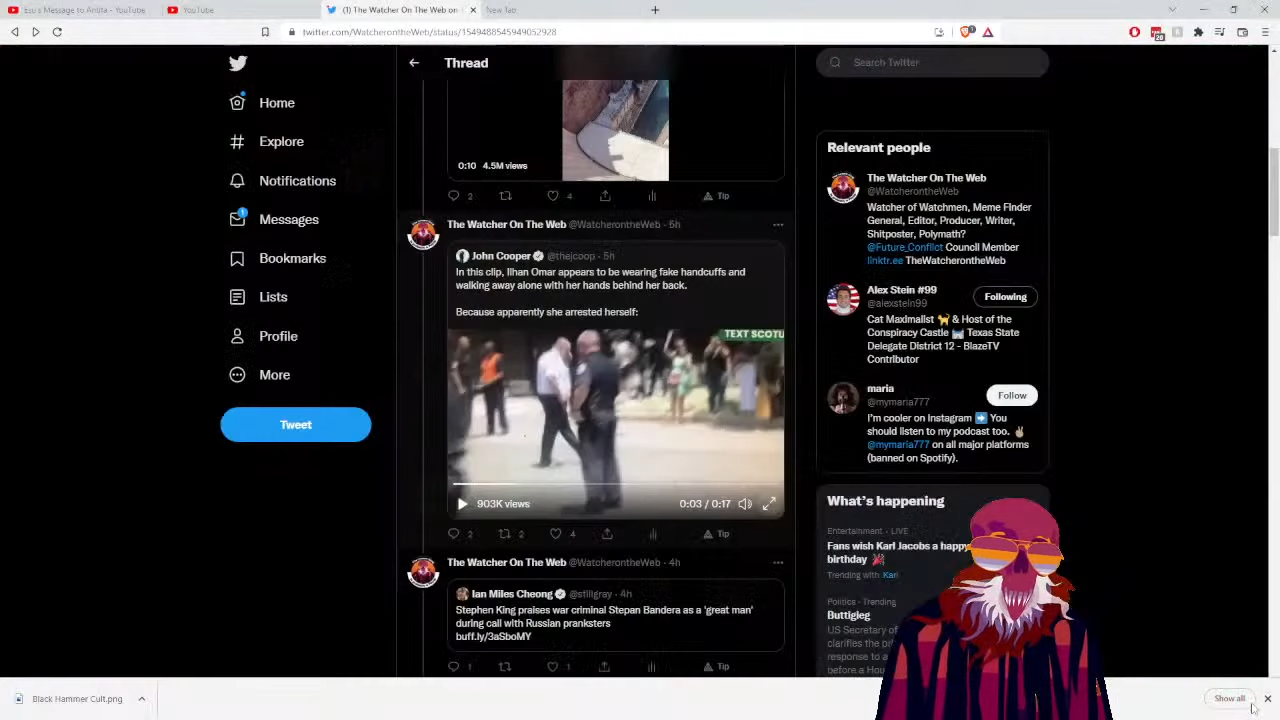 Esu's Message to Antifa - YouTube
YouTube
(1) The Watcher On The Web on
New Tab
twitter.com/WatcherontheWeb/status/1549488545949052928
1
20
Thread
Search Twitter
Home
Explore
Notifications
1
Messages
Bookmarks
Lists
Profile
More
Tweet
0:10 4.5M views
2
4
Tip
The Watcher On The Web @WatcherontheWeb · 5h
John Cooper @thejcoop · 5h
In this clip, Ilhan Omar appears to be wearing fake handcuffs and
walking away alone with her hands behind her back.
Because apparently she arrested herself:
TEXT SCOTU
903K views
0:03 / 0:17
2
2
4
Tip
The Watcher On The Web @WatcherontheWeb · 4h
Ian Miles Cheong @stillgray · 4h
Stephen King praises war criminal Stepan Bandera as a 'great man'
during call with Russian pranksters
buff.ly/3aSboMY
1
1
Tip
Relevant people
The Watcher On The Web
@WatcherontheWeb
Watcher of Watchmen, Meme Finder
General, Editor, Producer, Writer,
Shitposter, Polymath?
@Future_Conflict Council Member
linktr.ee TheWatcherontheWeb
Alex Stein #99
@alexstein99
Following
Cat Maximalist 🐈 & Host of the
Conspiracy Castle 🏰 Texas State
Delegate District 12 - BlazeTV
Contributor
maria
@mymaria777
Follow
I'm cooler on Instagram ➡️ You
should listen to my podcast too. ✌🏼
@mymaria777 on all major platforms
(banned on Spotify).
What's happening
Entertainment · LIVE
Fans wish Karl Jacobs a happy
birthday 🎉
Trending with Karl
Politics · Trending
Buttigieg
US Secretary of
clarifies the
response to a
before a Hou
Black Hammer Cult.png
Show all